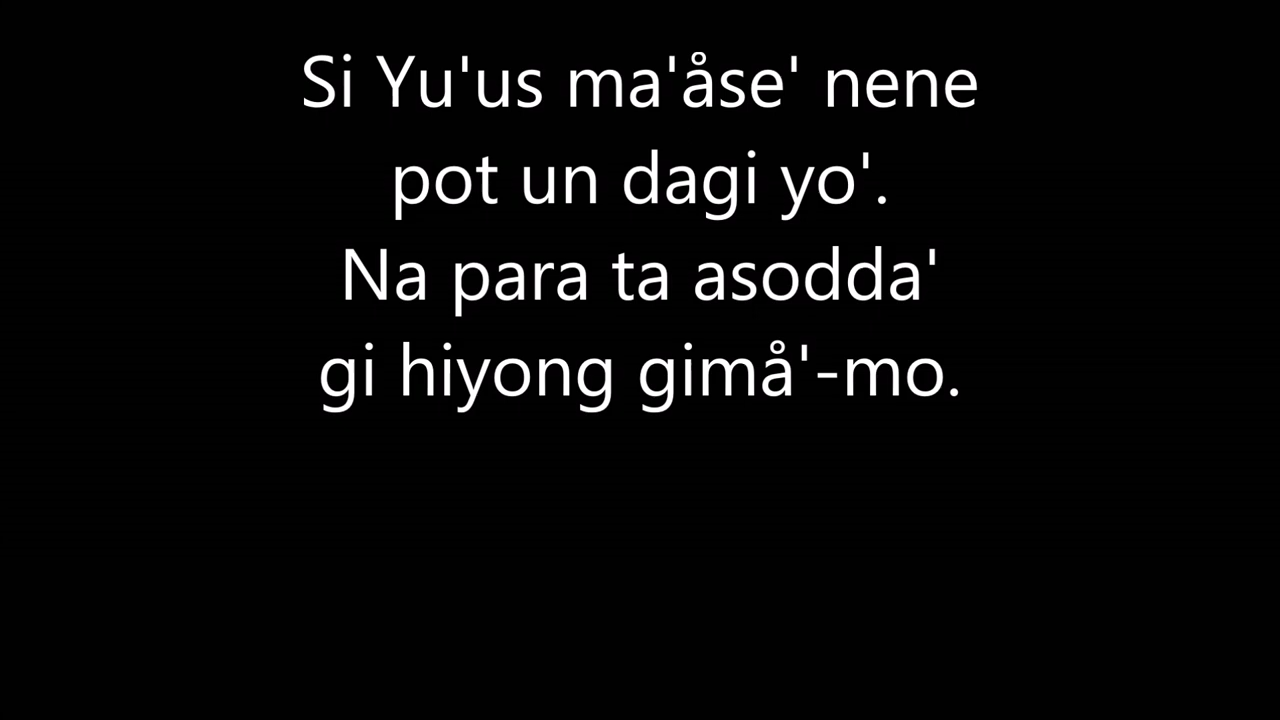 Si Yu'us ma'åse' nene
pot un dagi yo'.
Na para ta asodda'
gi hiyong gimå'-mo.